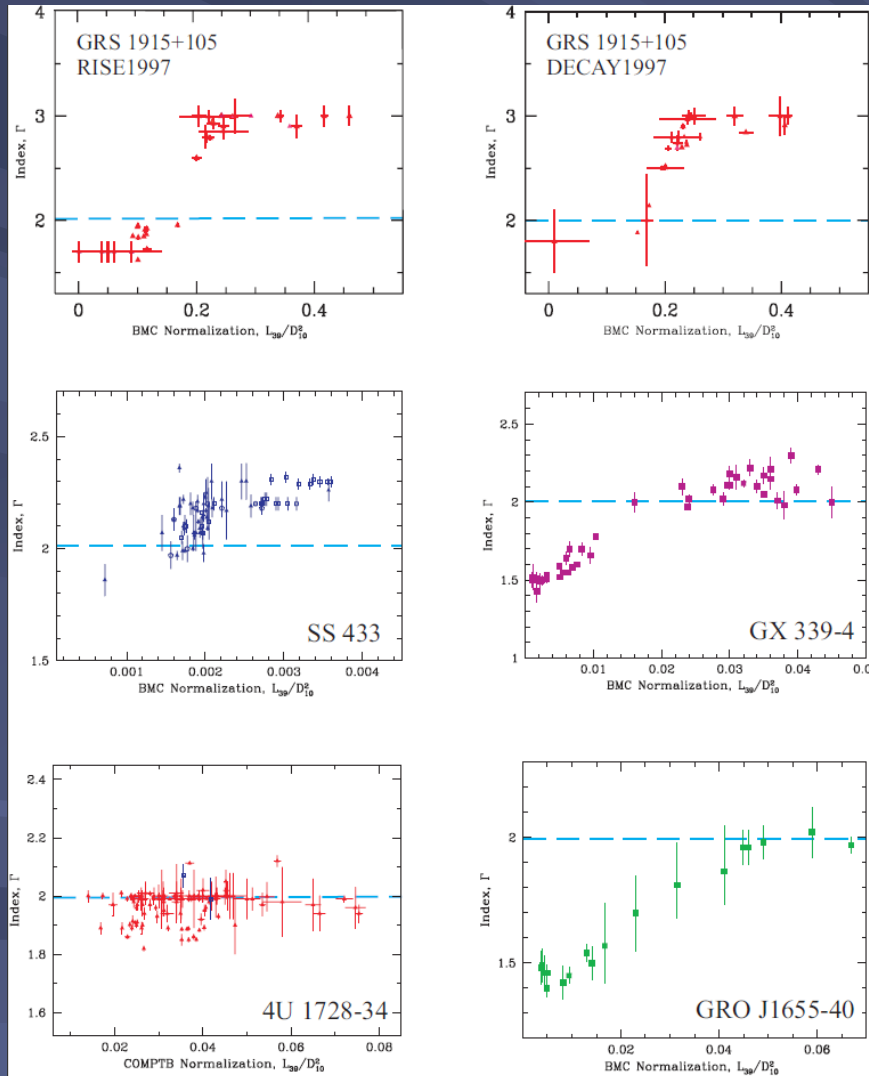 GRS 1915+105
RISE1997
Index, Γ
4
3
2
0
0.2
0.4
BMC Normalization, L₃₉/D²₁₀
GRS 1915+105
DECAY1997
Index, Γ
4
3
2
0
0.2
0.4
BMC Normalization, L₃₉/D²₁₀
Index, Γ
2.5
2
1.5
0.001
0.002
0.003
0.004
SS 433
BMC Normalization, L₃₉/D²₁₀
Index, Γ
2.5
2
1.5
1
0.01
0.02
0.03
0.04
0.0
GX 339-4
BMC Normalization, L₃₉/D²₁₀
Index, Γ
2.4
2.2
2
1.8
1.6
0.02
0.04
0.06
0.08
4U 1728-34
COMPTB Normalization, L₃₉/D²₁₀
Index, Γ
2
1.5
0.02
0.04
0.06
GRO J1655-40
BMC Normalization, L₃₉/D²₁₀